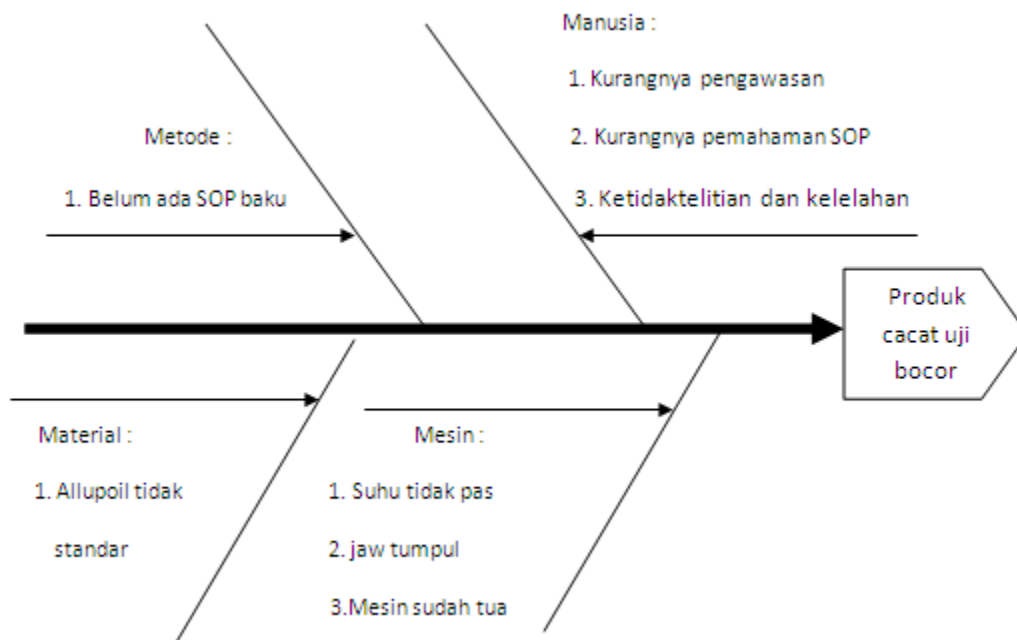 Manusia :
1. Kurangnya pengawasan
2. Kurangnya pemahaman SOP
3. Ketidaktelitian dan kelelahan
Metode :
1. Belum ada SOP baku
Produk
cacat uji
bocor
Material :
1. Allupoil tidak
standar
Mesin :
1. Suhu tidak pas
2. jaw tumpul
3.Mesin sudah tua